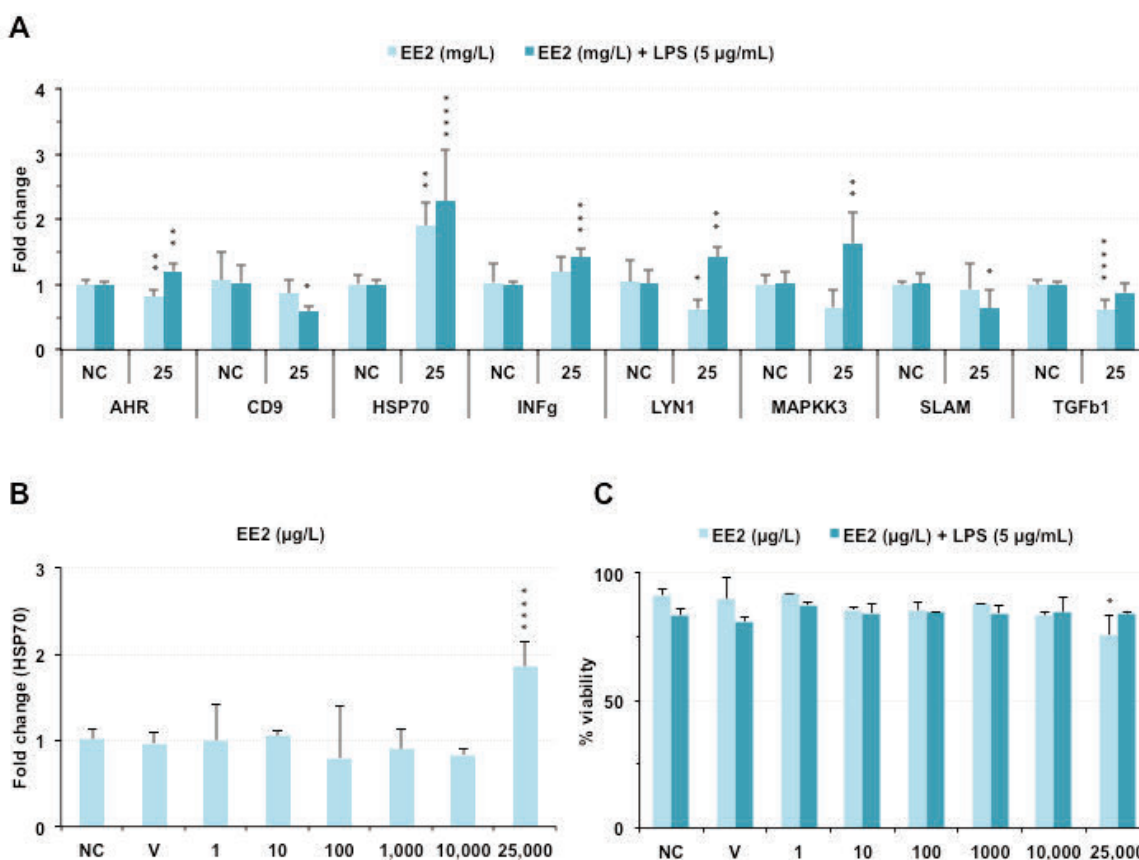 A
EE2 (mg/L) EE2 (mg/L) + LPS (5 µg/mL)
Fold change
4
3
2
1
0
NC 25 NC 25 NC 25 NC 25 NC 25 NC 25 NC 25 NC 25
AHR CD9 HSP70 INFg LYN1 MAPKK3 SLAM TGFb1
B
EE2 (µg/L)
Fold change (HSP70)
3
2
1
0
NC V 1 10 100 1,000 10,000 25,000
C
EE2 (µg/L) EE2 (µg/L) + LPS (5 µg/mL)
% viability
100
50
0
NC V 1 10 100 1000 10,000 25,000